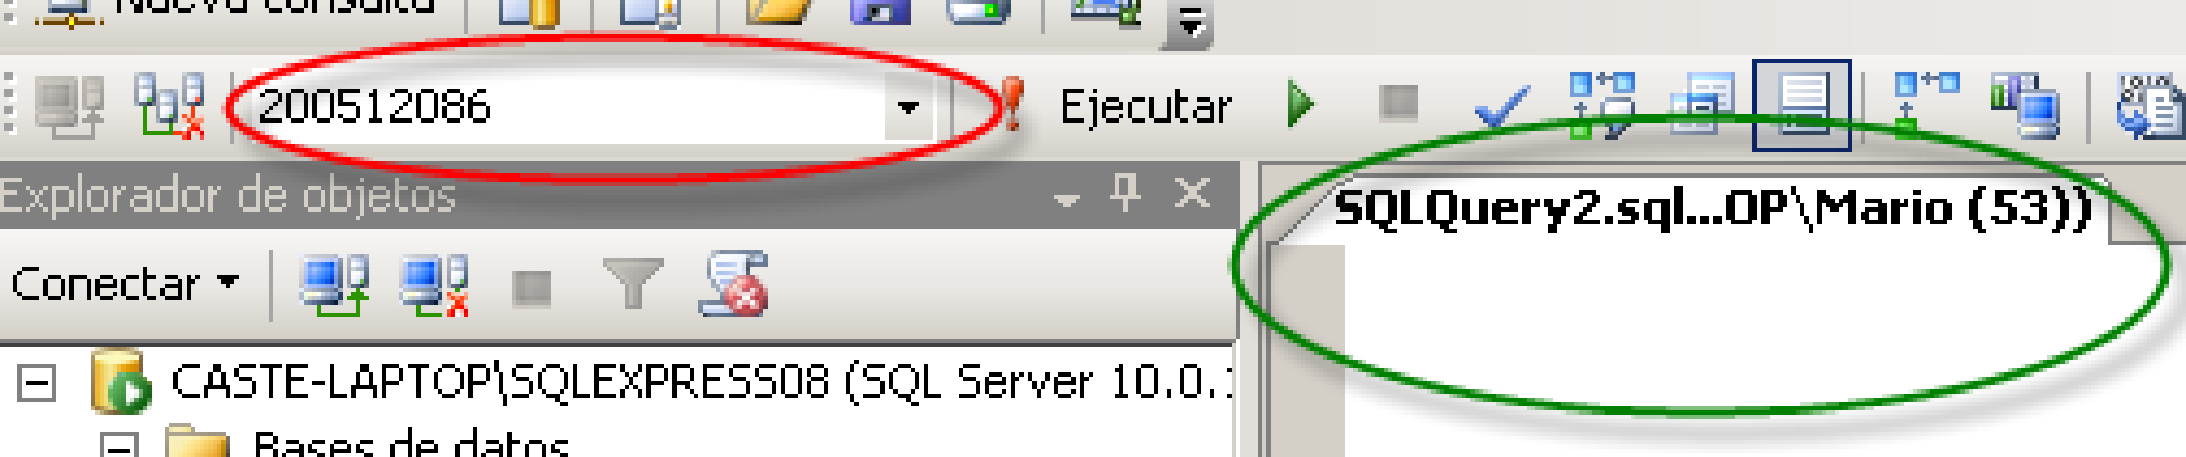 Nueva consulta
200512086
Ejecutar
Explorador de objetos
SQLQuery2.sql...OP\Mario (53))
Conectar
CASTE-LAPTOP\SQLEXPRESS08 (SQL Server 10.0.1
Bases de datos